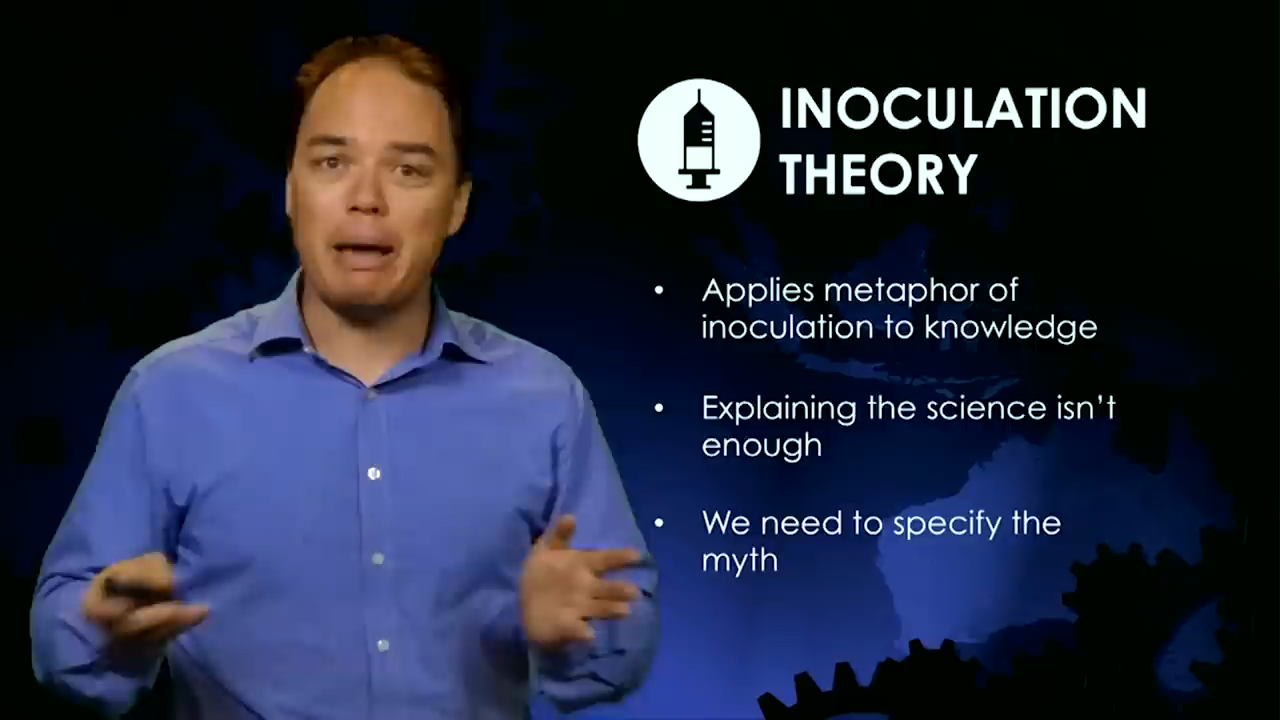 INOCULATION
THEORY
• Applies metaphor of
inoculation to knowledge
• Explaining the science isn't
enough
• We need to specify the
myth